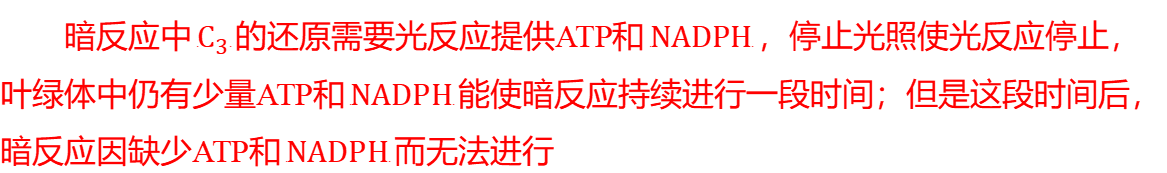 暗反应中C₃的还原需要光反应提供ATP和NADPH，停止光照使光反应停止，
叶绿体中仍有少量ATP和NADPH能使暗反应持续进行一段时间；但是这段时间后，
暗反应因缺少ATP和NADPH而无法进行